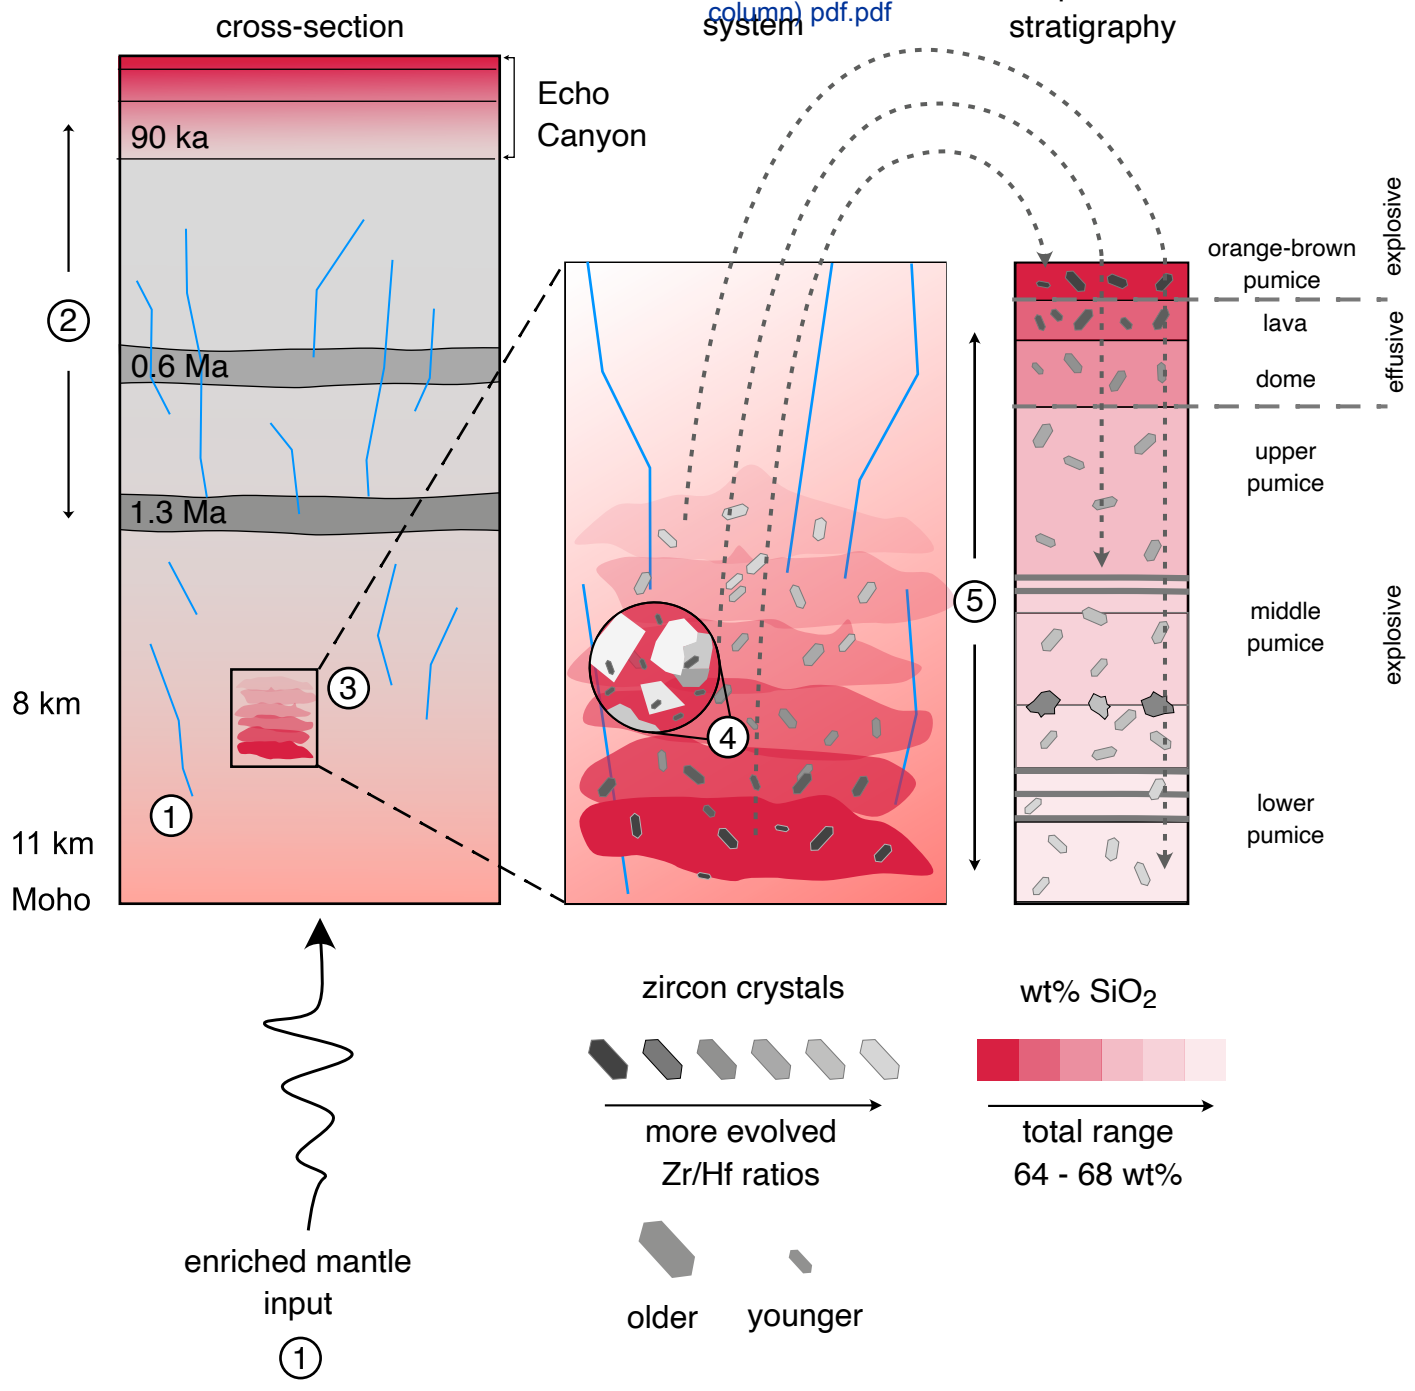 column) pdf.pdf
cross-section
system
stratigraphy
Echo
Canyon
90 ka
2
0.6 Ma
1.3 Ma
3
8 km
1
11 km
Moho
4
5
orange-brown
pumice
lava
dome
upper
pumice
middle
pumice
lower
pumice
explosive
effusive
explosive
zircon crystals
more evolved
Zr/Hf ratios
older
younger
wt% SiO2
total range
64 - 68 wt%
enriched mantle
input
1